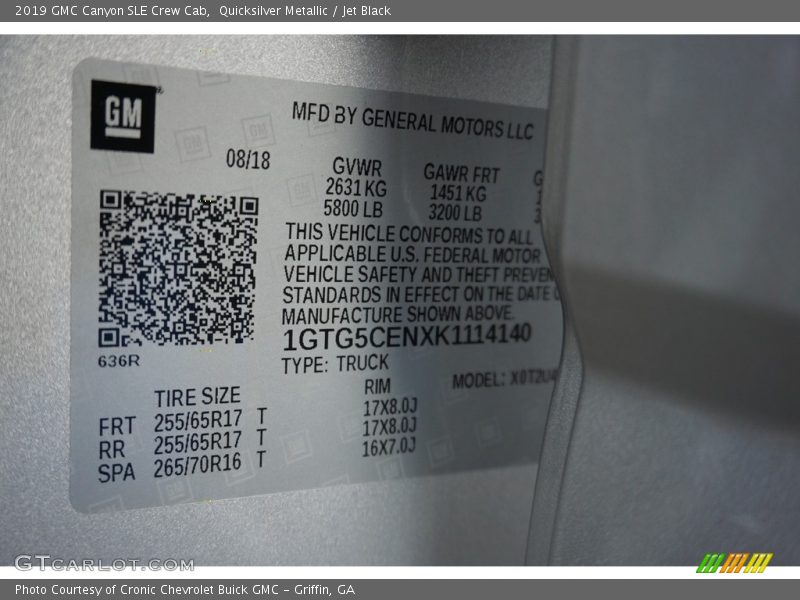 2019 GMC Canyon SLE Crew Cab, Quicksilver Metallic / Jet Black
GM
MFD BY GENERAL MOTORS LLC
08/18
GVWR GAWR FRT G
2631 KG 1451 KG
5800 LB 3200 LB
THIS VEHICLE CONFORMS TO ALL
APPLICABLE U.S. FEDERAL MOTOR
VEHICLE SAFETY AND THEFT PREVEN
STANDARDS IN EFFECT ON THE DATE O
MANUFACTURE SHOWN ABOVE.
1GTG5CENXK1114140
636R
TYPE: TRUCK
MODEL: X0T2U4
TIRE SIZE RIM
FRT 255/65R17 T 17X8.0J
RR 255/65R17 T 17X8.0J
SPA 265/70R16 T 16X7.0J
GTCARLOT.COM
Photo Courtesy of Cronic Chevrolet Buick GMC - Griffin, GA